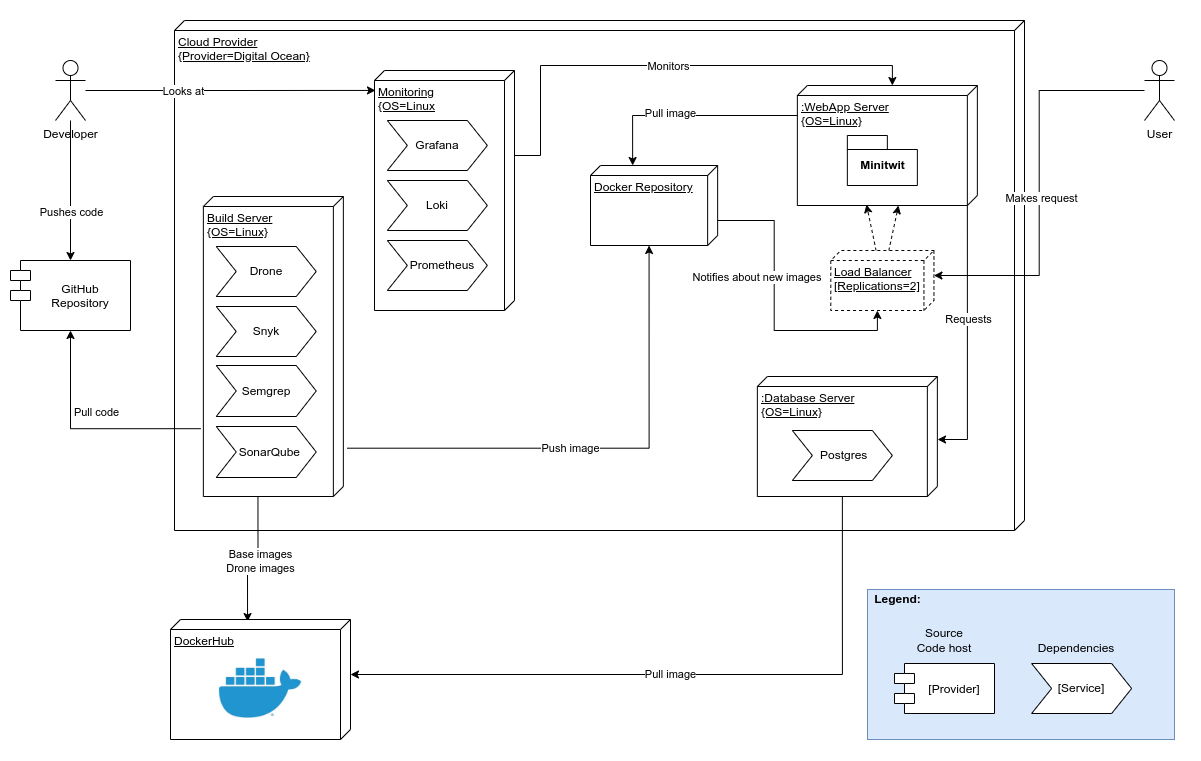 Cloud Provider
{Provider=Digital Ocean}
Developer
Looks at
Monitoring
{OS=Linux
Grafana
Loki
Prometheus
Monitors
Pull image
:WebApp Server
{OS=Linux}
Minitwit
User
Makes request
Docker Repository
Pushes code
GitHub
Repository
Build Server
{OS=Linux}
Drone
Snyk
Semgrep
SonarQube
Notifies about new images
Load Balancer
[Replications=2]
Requests
Pull code
Push image
:Database Server
{OS=Linux}
Postgres
Base images
Drone images
DockerHub
Pull image
Legend:
Source
Code host
[Provider]
Dependencies
[Service]